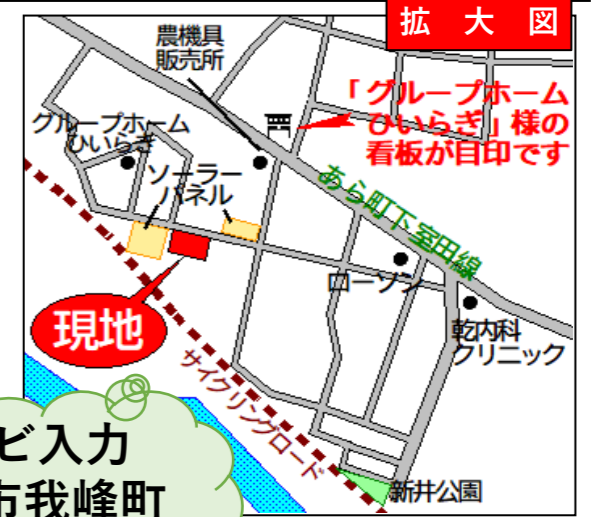 拡大図
農機具
販売所
「グループホーム
ひいらぎ」様の
看板が目印です
グループホーム
ひいらぎ
ソーラー
パネル
あら町下室田線
ローソン
現地
乾内科
クリニック
サイクリングロード
ビ入力
市我峰町
新井公園